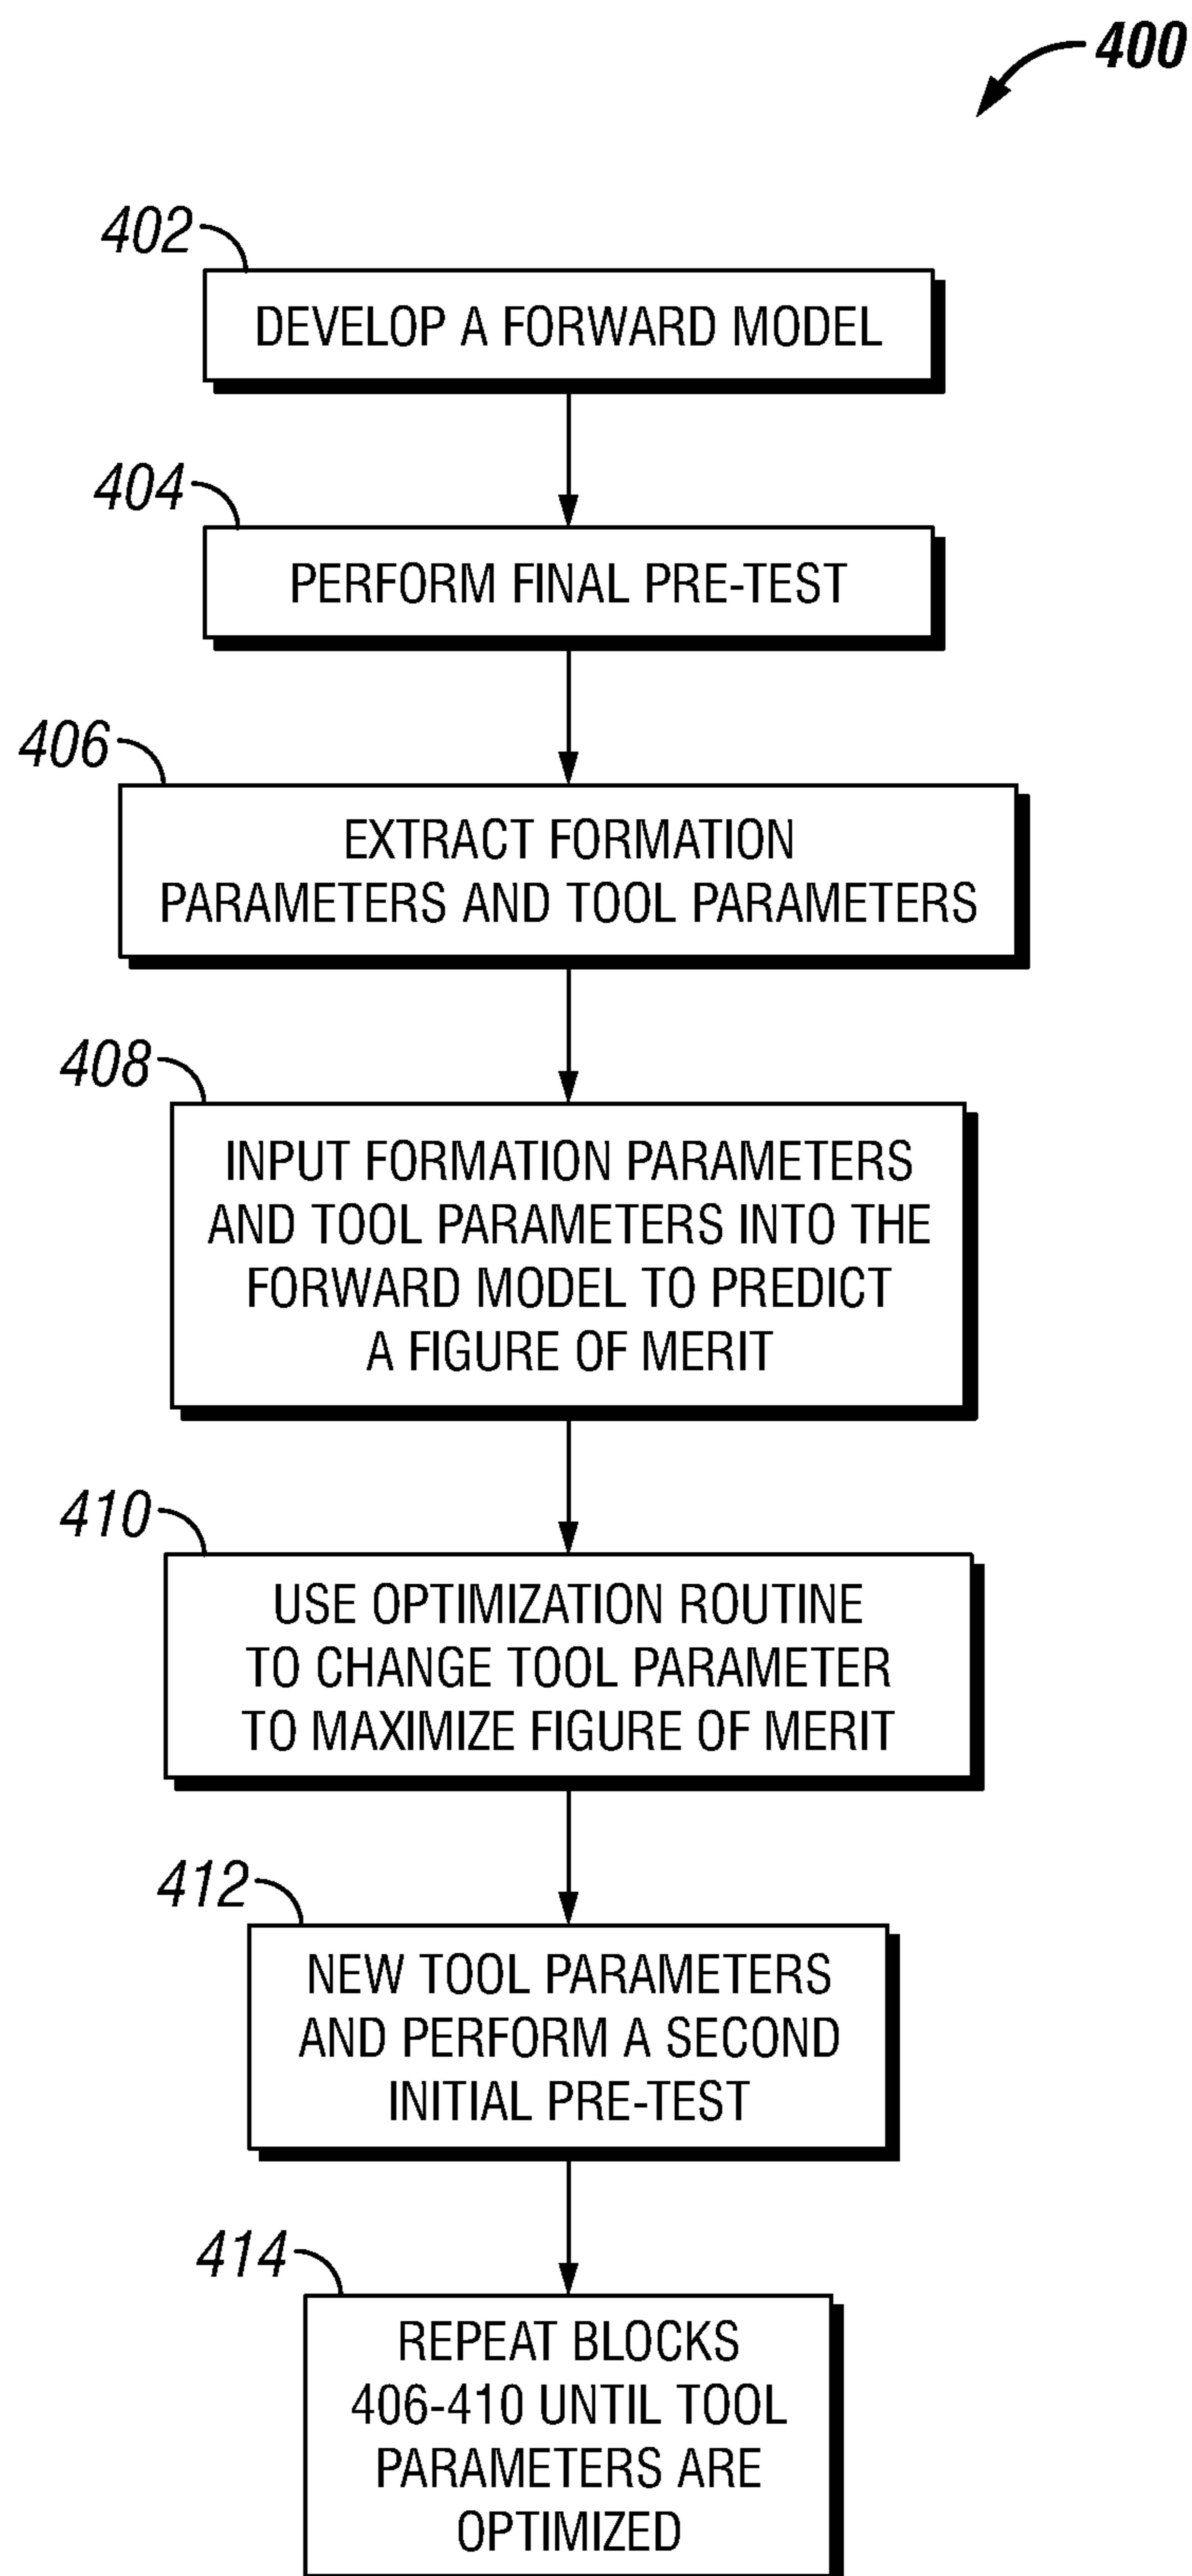 400
402
DEVELOP A FORWARD MODEL
404
PERFORM FINAL PRE-TEST
406
EXTRACT FORMATION
PARAMETERS AND TOOL PARAMETERS
408
INPUT FORMATION PARAMETERS
AND TOOL PARAMETERS INTO THE
FORWARD MODEL TO PREDICT
A FIGURE OF MERIT
410
USE OPTIMIZATION ROUTINE
TO CHANGE TOOL PARAMETER
TO MAXIMIZE FIGURE OF MERIT
412
NEW TOOL PARAMETERS
AND PERFORM A SECOND
INITIAL PRE-TEST
414
REPEAT BLOCKS
406-410 UNTIL TOOL
PARAMETERS ARE
OPTIMIZED